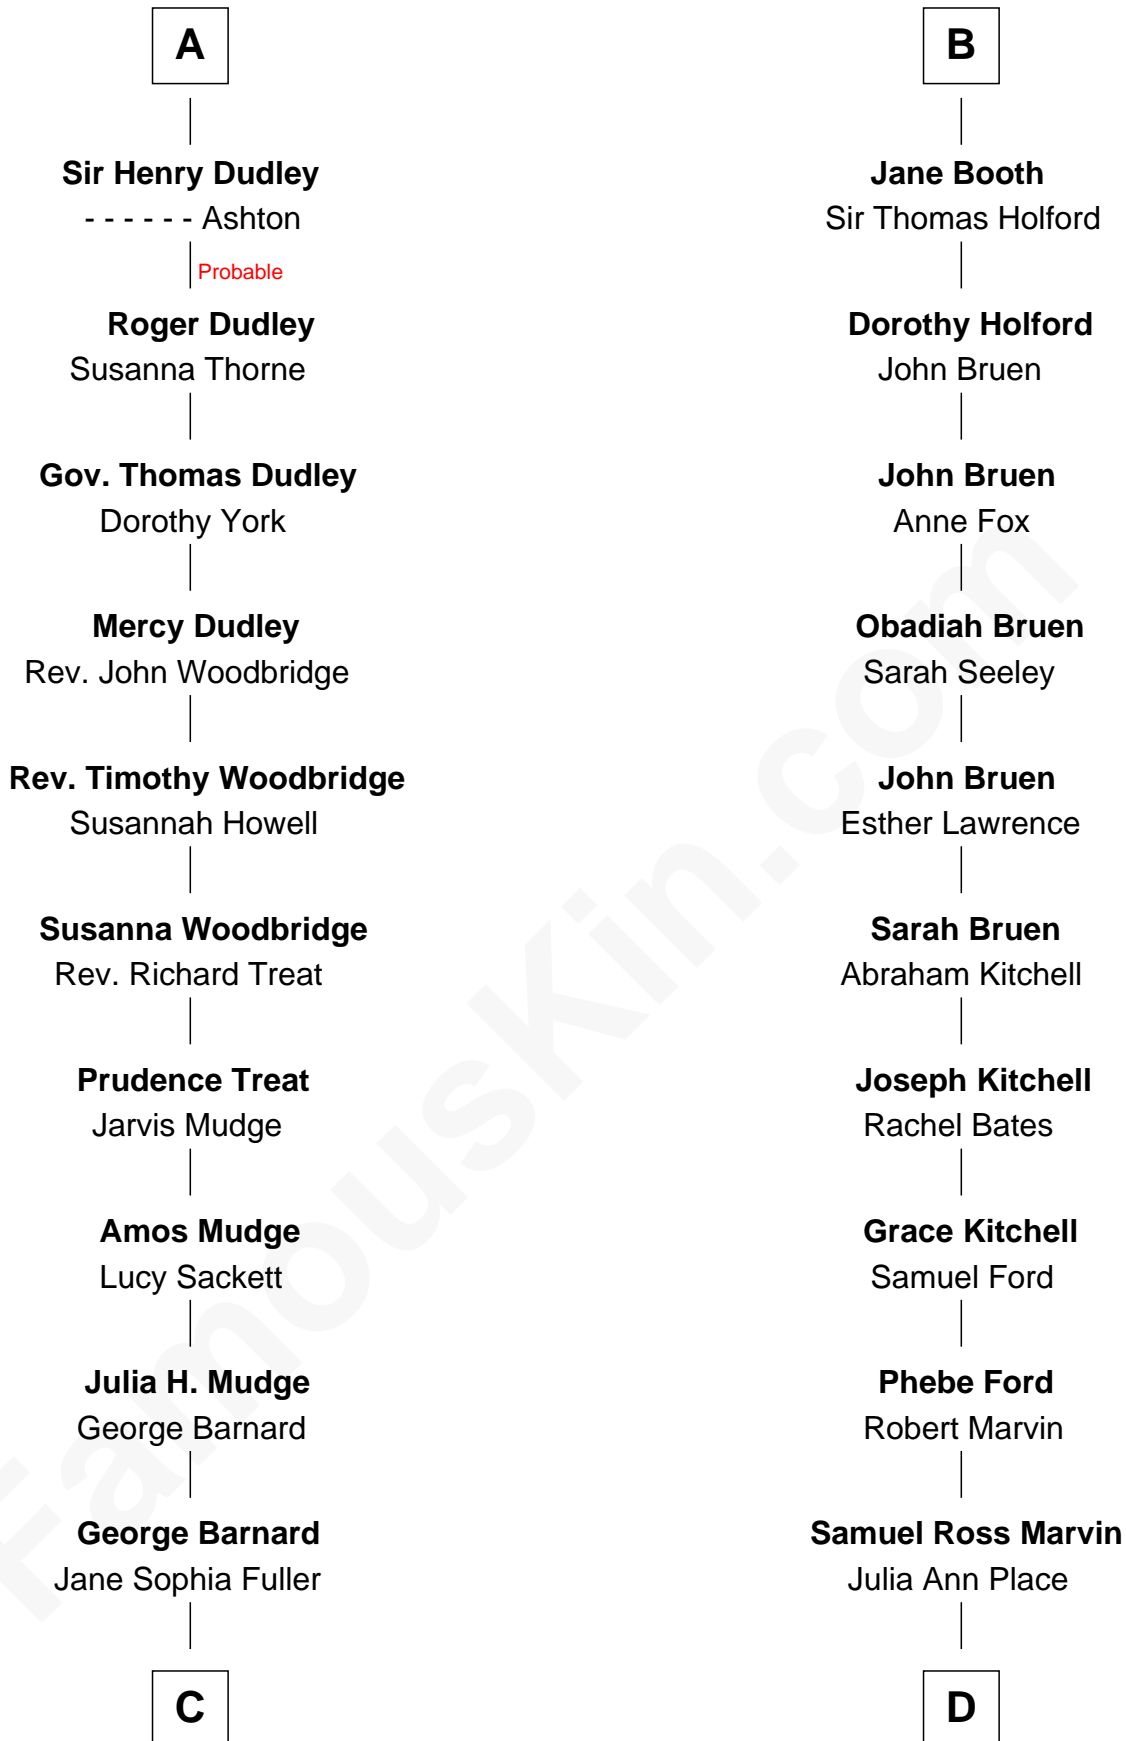 A
Sir Henry Dudley
- - - - - - Ashton
Probable
Roger Dudley
Susanna Thorne
Gov. Thomas Dudley
Dorothy York
Mercy Dudley
Rev. John Woodbridge
Rev. Timothy Woodbridge
Susannah Howell
Susanna Woodbridge
Rev. Richard Treat
Prudence Treat
Jarvis Mudge
Amos Mudge
Lucy Sackett
Julia H. Mudge
George Barnard
George Barnard
Jane Sophia Fuller
C
B
Jane Booth
Sir Thomas Holford
Dorothy Holford
John Bruen
John Bruen
Anne Fox
Obadiah Bruen
Sarah Seeley
John Bruen
Esther Lawrence
Sarah Bruen
Abraham Kitchell
Joseph Kitchell
Rachel Bates
Grace Kitchell
Samuel Ford
Phebe Ford
Robert Marvin
Samuel Ross Marvin
Julia Ann Place
D
FamousKin.com